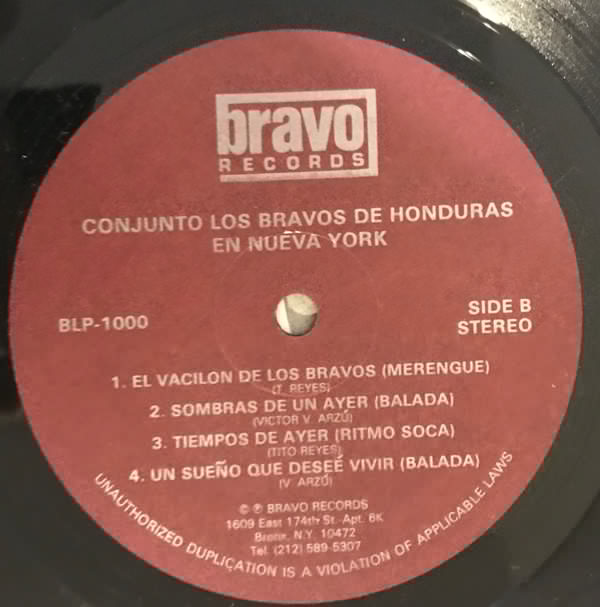 bravo
RECORDS
CONJUNTO LOS BRAVOS DE HONDURAS
EN NUEVA YORK
BLP-1000
SIDE B
STEREO
1. EL VACILON DE LOS BRAVOS (MERENGUE)
(T. REYES)
2. SOMBRAS DE UN AYER (BALADA)
(VICTOR V. ARZÚ)
3. TIEMPOS DE AYER (RITMO SOCA)
(TITO REYES)
4. UN SUEÑO QUE DESEÉ VIVIR (BALADA)
(V. ARZÚ)
© ℗ BRAVO RECORDS
1609 East 174th St. Apt. 6K
Bronx, N.Y. 10472
Tel. (212) 589-5307
UNAUTHORIZED DUPLICATION IS A VIOLATION OF APPLICABLE LAWS